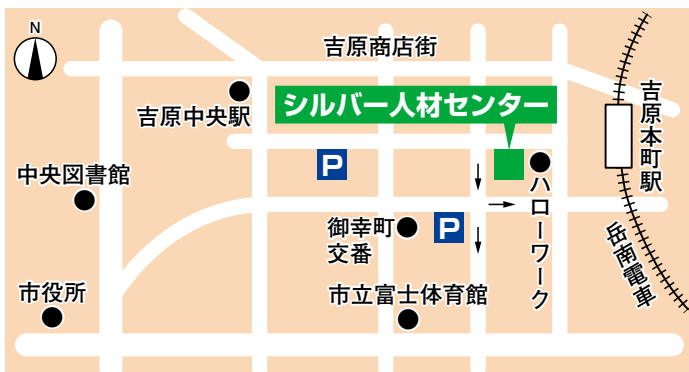 N
吉原商店街
吉原中央駅
シルバー人材センター
吉原本町駅
P
中央図書館
ハローワーク
御幸町
交番
P
岳南電車
市役所
市立富士体育館